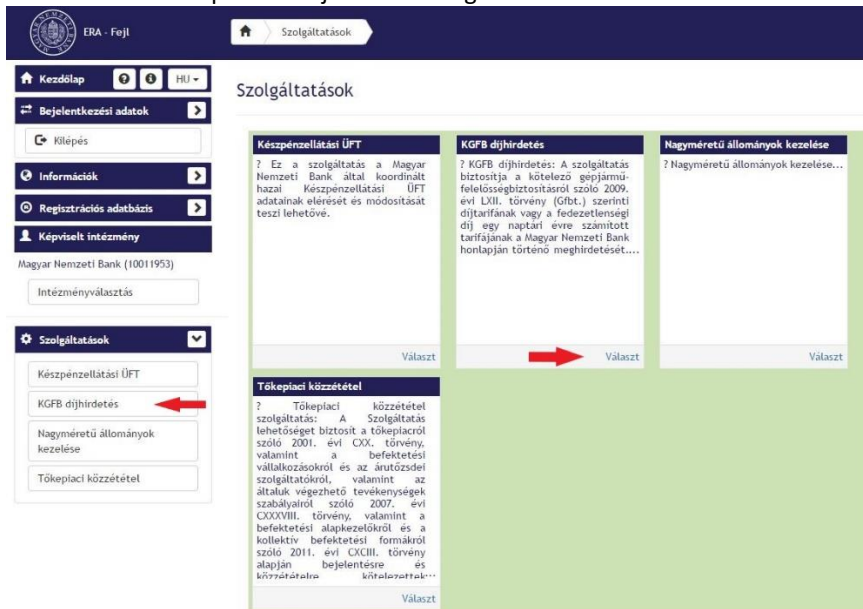 ERA - Fejl
Szolgáltatások
Kezdőlap
HU
Bejelentkezési adatok
Kilépés
Információk
Regisztrációs adatbázis
Képviselt intézmény
Magyar Nemzeti Bank (10011953)
Intézményválasztás
Szolgáltatások
Készpénzellátási ÜFT
KGFB díjhirdetés
Nagyméretű állományok
kezelése
Tőkepiaci közzététel
Szolgáltatások
Készpénzellátási ÜFT
? Ez a szolgáltatás a Magyar
Nemzeti Bank által koordinált
hazai Készpénzellátási ÜFT
adatainak elérését és módosítását
teszi lehetővé.
Választ
KGFB díjhirdetés
? KGFB díjhirdetés: A szolgáltatás
biztosítja a kötelező gépjármű-
felelősségbiztosításról szóló 2009.
évi LXII. törvény (Gfbt.) szerinti
díjtarifának vagy a fedezetlenségi
díj egy naptári évre számított
tarifájának a Magyar Nemzeti Bank
honlapján történő meghirdetését....
Választ
Nagyméretű állományok kezelése
? Nagyméretű állományok kezelése...
Választ
Tőkepiaci közzététel
? Tőkepiaci közzététel
szolgáltatás: A Szolgáltatás
lehetőséget biztosít a tőkepiacról
szóló 2001. évi CXX. törvény,
valamint a befektetési
vállalkozásokról és az árutőzsdei
szolgáltatókról, valamint az
általuk végezhető tevékenységek
szabályairól szóló 2007. évi
CXXXVIII. törvény, valamint a
befektetési alapkezelőkről és a
kollektív befektetési formákról
szóló 2011. évi CXCIII. törvény
alapján bejelentésre és
közzétételre kötelezettek...
Választ